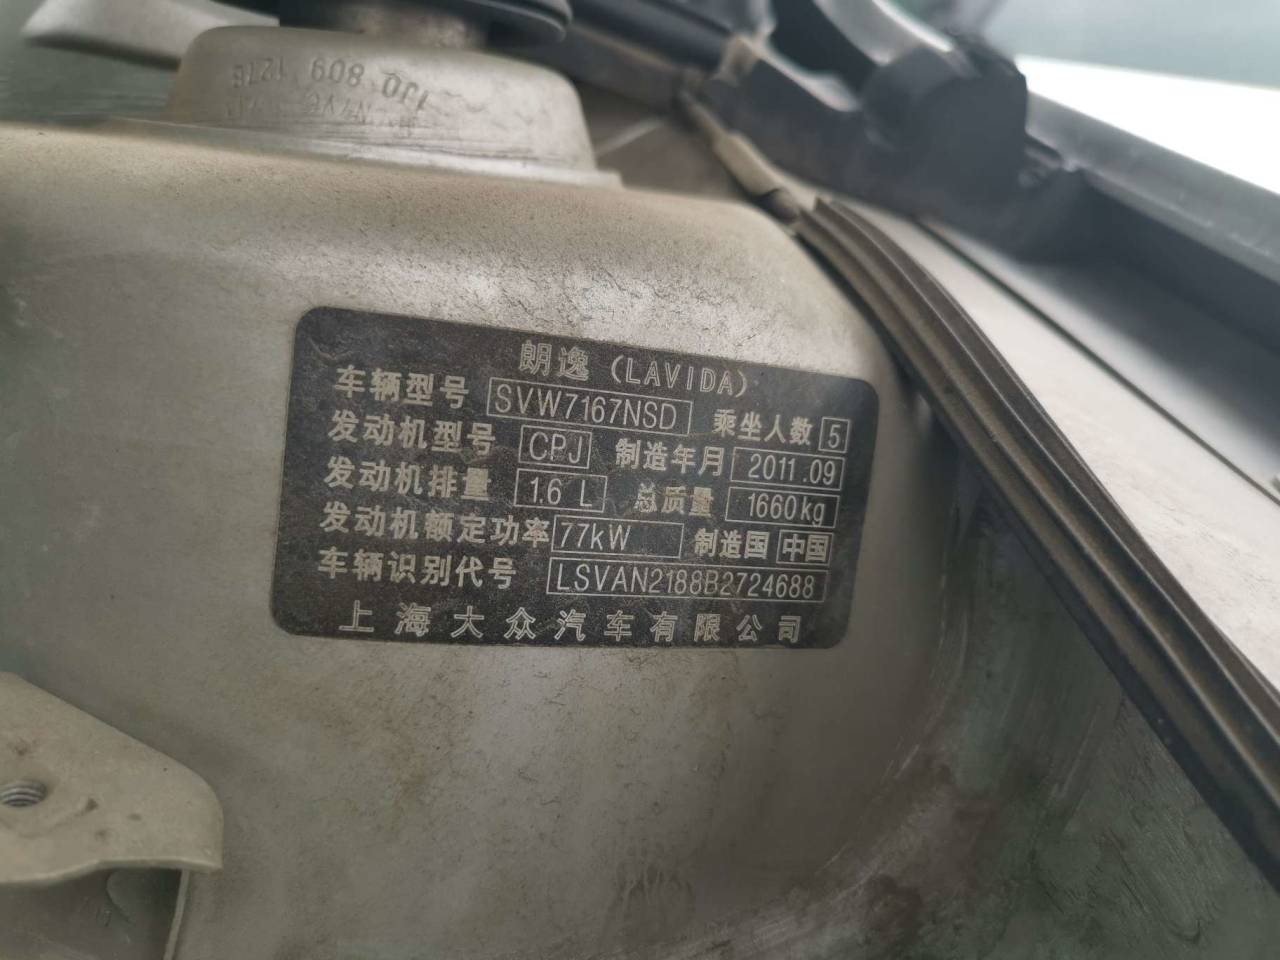 1J0 809 121B
朗逸 (LAVIDA)
车辆型号 SVW7167NSD 乘坐人数 5
发动机型号 CPJ 制造年月 2011.09
发动机排量 1.6 L 总质量 1660kg
发动机额定功率 77kW 制造国 中国
车辆识别代号 LSVAN2188B2724688
上海大众汽车有限公司